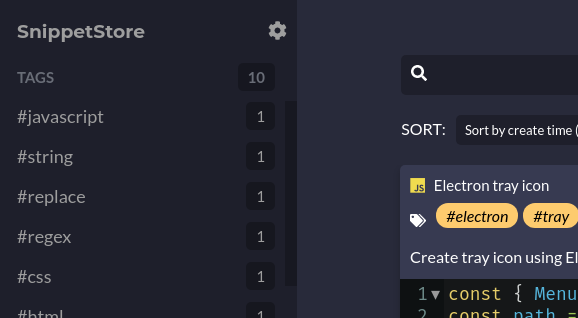 SnippetStore
TAGS 10
#javascript 1
#string 1
#replace 1
#regex 1
#css 1
#html
SORT: Sort by create time (
JS Electron tray icon
#electron #tray
Create tray icon using El
1 const { Menu
2 const path =